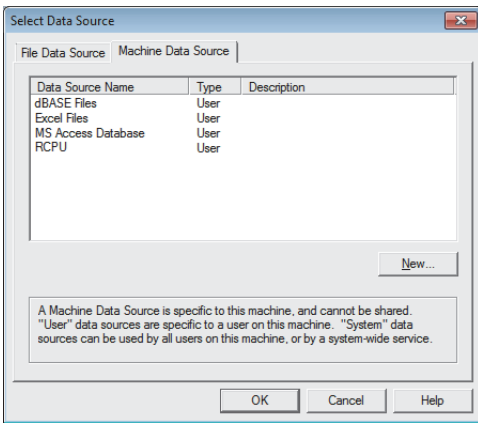 Select Data Source
File Data Source Machine Data Source
Data Source Name Type Description
dBASE Files User
Excel Files User
MS Access Database User
RCPU User
New...
A Machine Data Source is specific to this machine, and cannot be shared.
"User" data sources are specific to a user on this machine. "System" data
sources can be used by all users on this machine, or by a system-wide service.
OK Cancel Help